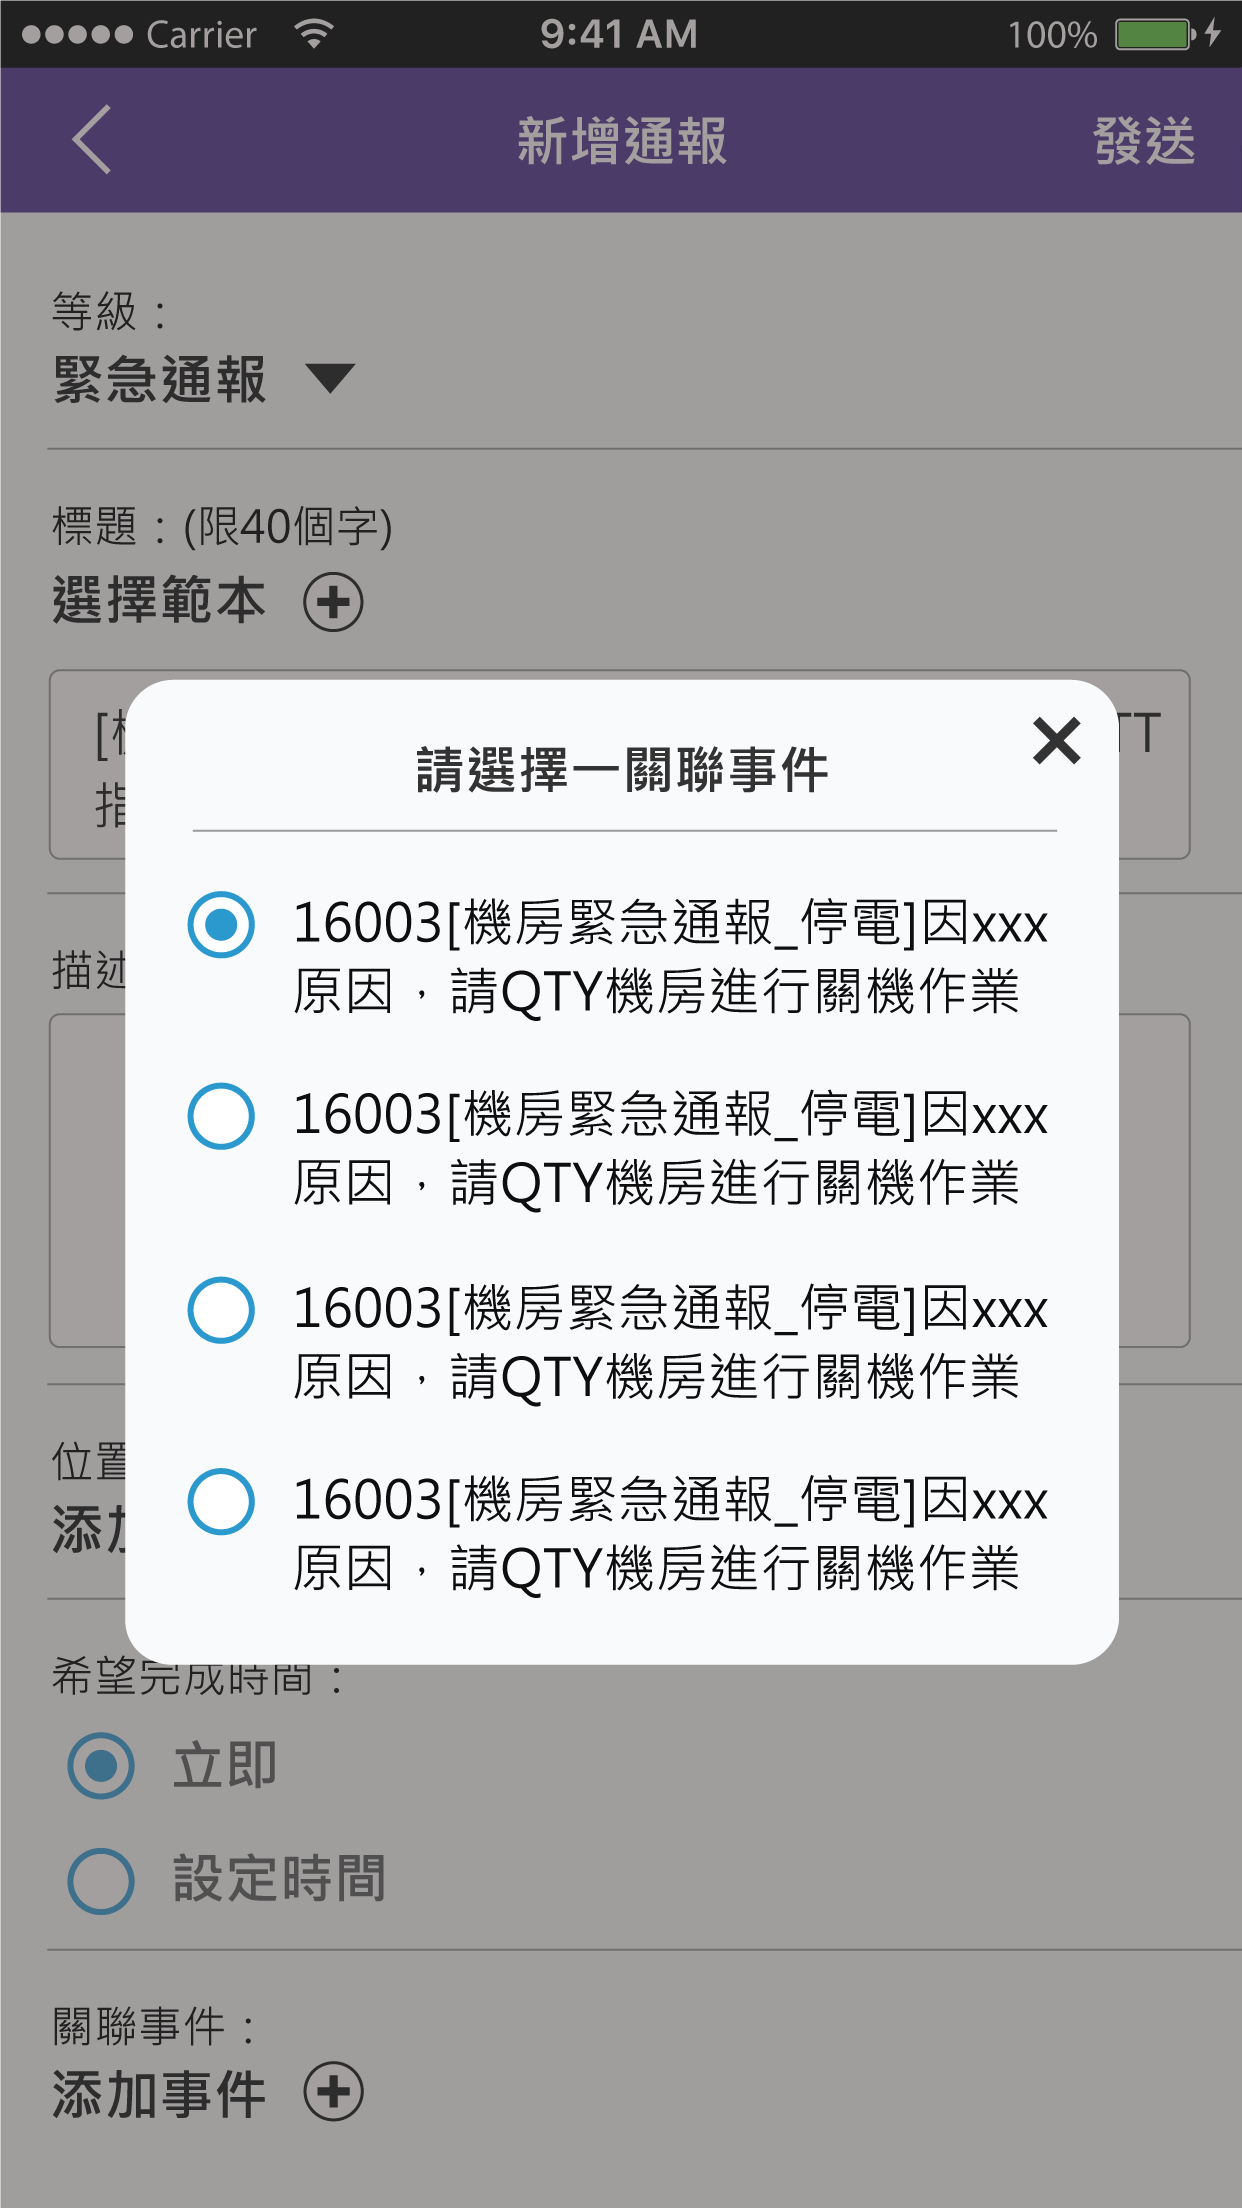 Carrier 9:41 AM 100%
新增通報 發送
等級：
緊急通報
標題：(限40個字)
選擇範本
TT
指
請選擇一關聯事件
16003[機房緊急通報_停電]因xxx
原因，請QTY機房進行關機作業
16003[機房緊急通報_停電]因xxx
原因，請QTY機房進行關機作業
16003[機房緊急通報_停電]因xxx
原因，請QTY機房進行關機作業
16003[機房緊急通報_停電]因xxx
原因，請QTY機房進行關機作業
描述
位置
添加
希望完成時間：
立即
設定時間
關聯事件：
添加事件